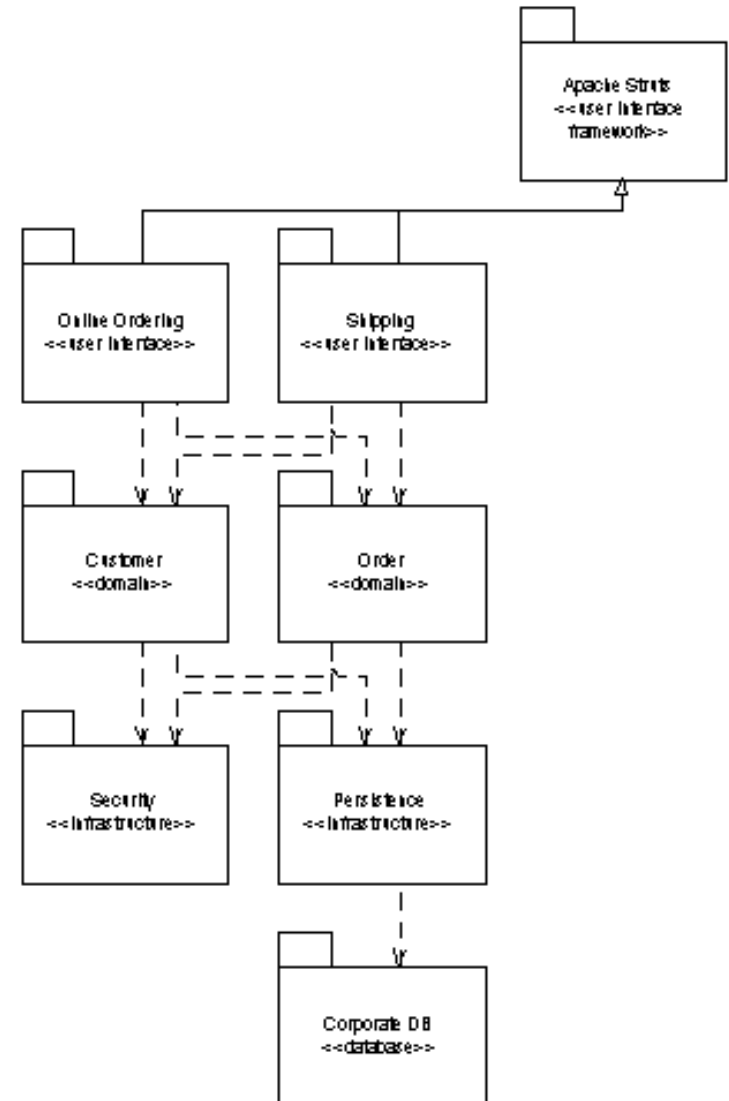 Apache Struts
<<user interface
framework>>
Online Ordering
<<user interface>>
Shipping
<<user interface>>
Customer
<<domain>>
Order
<<domain>>
Security
<<infrastructure>>
Persistence
<<infrastructure>>
Corporate DB
<<database>>